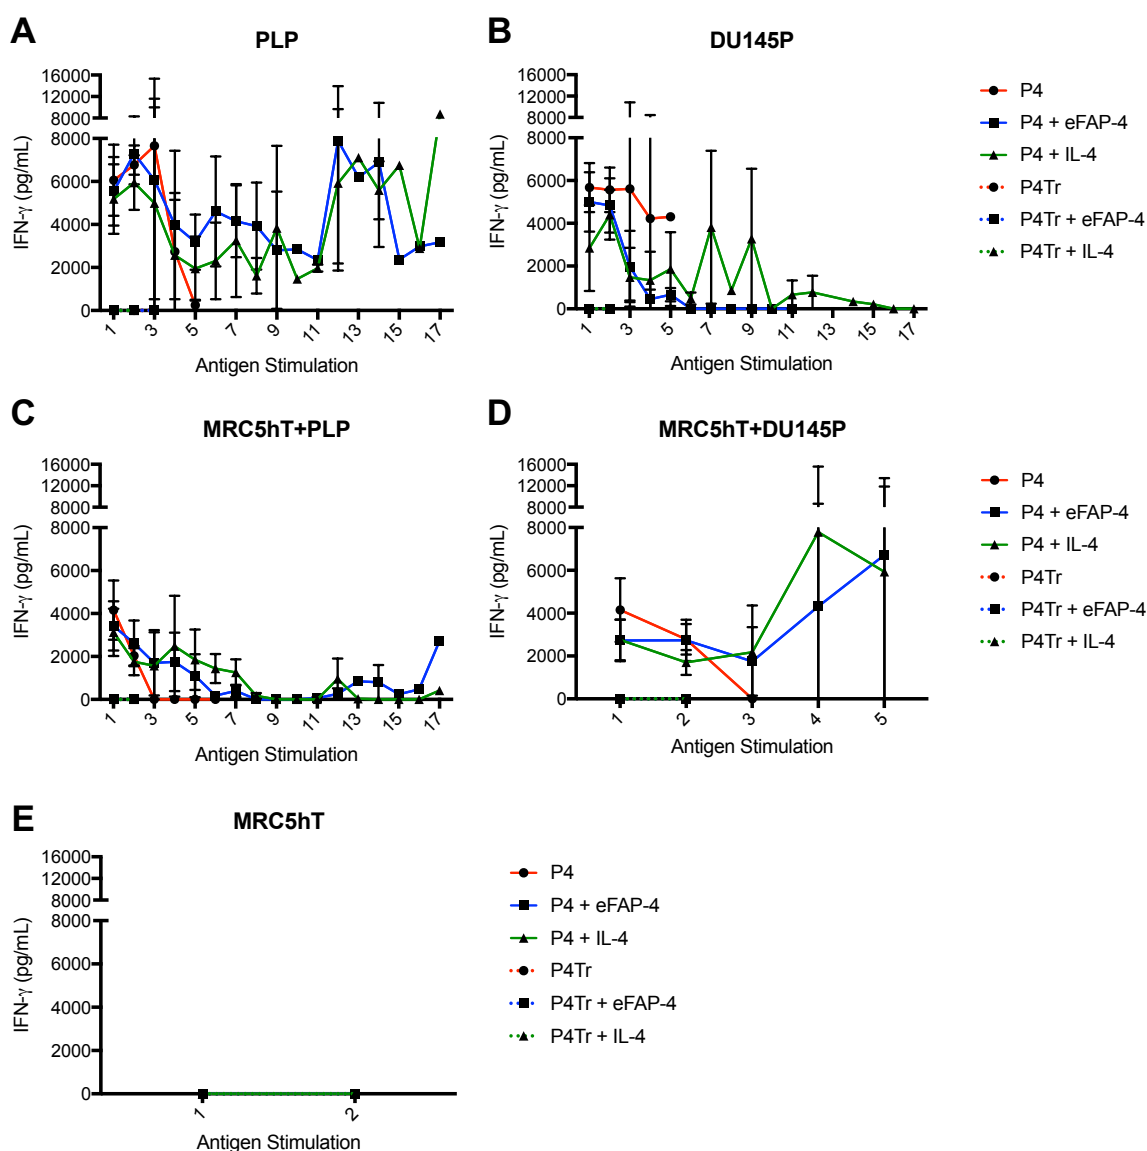 A
PLP
16000
12000
8000
8000
6000
4000
2000
0
IFN-γ (pg/mL)
1 3 5 7 9 11 13 15 17
Antigen Stimulation
B
DU145P
16000
12000
8000
8000
6000
4000
2000
0
IFN-γ (pg/mL)
1 3 5 7 9 11 13 15 17
Antigen Stimulation
P4
P4 + eFAP-4
P4 + IL-4
P4Tr
P4Tr + eFAP-4
P4Tr + IL-4
C
MRC5hT+PLP
16000
12000
8000
8000
6000
4000
2000
0
IFN-γ (pg/mL)
1 3 5 7 9 11 13 15 17
Antigen Stimulation
D
MRC5hT+DU145P
16000
12000
8000
8000
6000
4000
2000
0
IFN-γ (pg/mL)
1 2 3 4 5
Antigen Stimulation
P4
P4 + eFAP-4
P4 + IL-4
P4Tr
P4Tr + eFAP-4
P4Tr + IL-4
E
MRC5hT
16000
12000
8000
8000
6000
4000
2000
0
IFN-γ (pg/mL)
1 2
Antigen Stimulation
P4
P4 + eFAP-4
P4 + IL-4
P4Tr
P4Tr + eFAP-4
P4Tr + IL-4